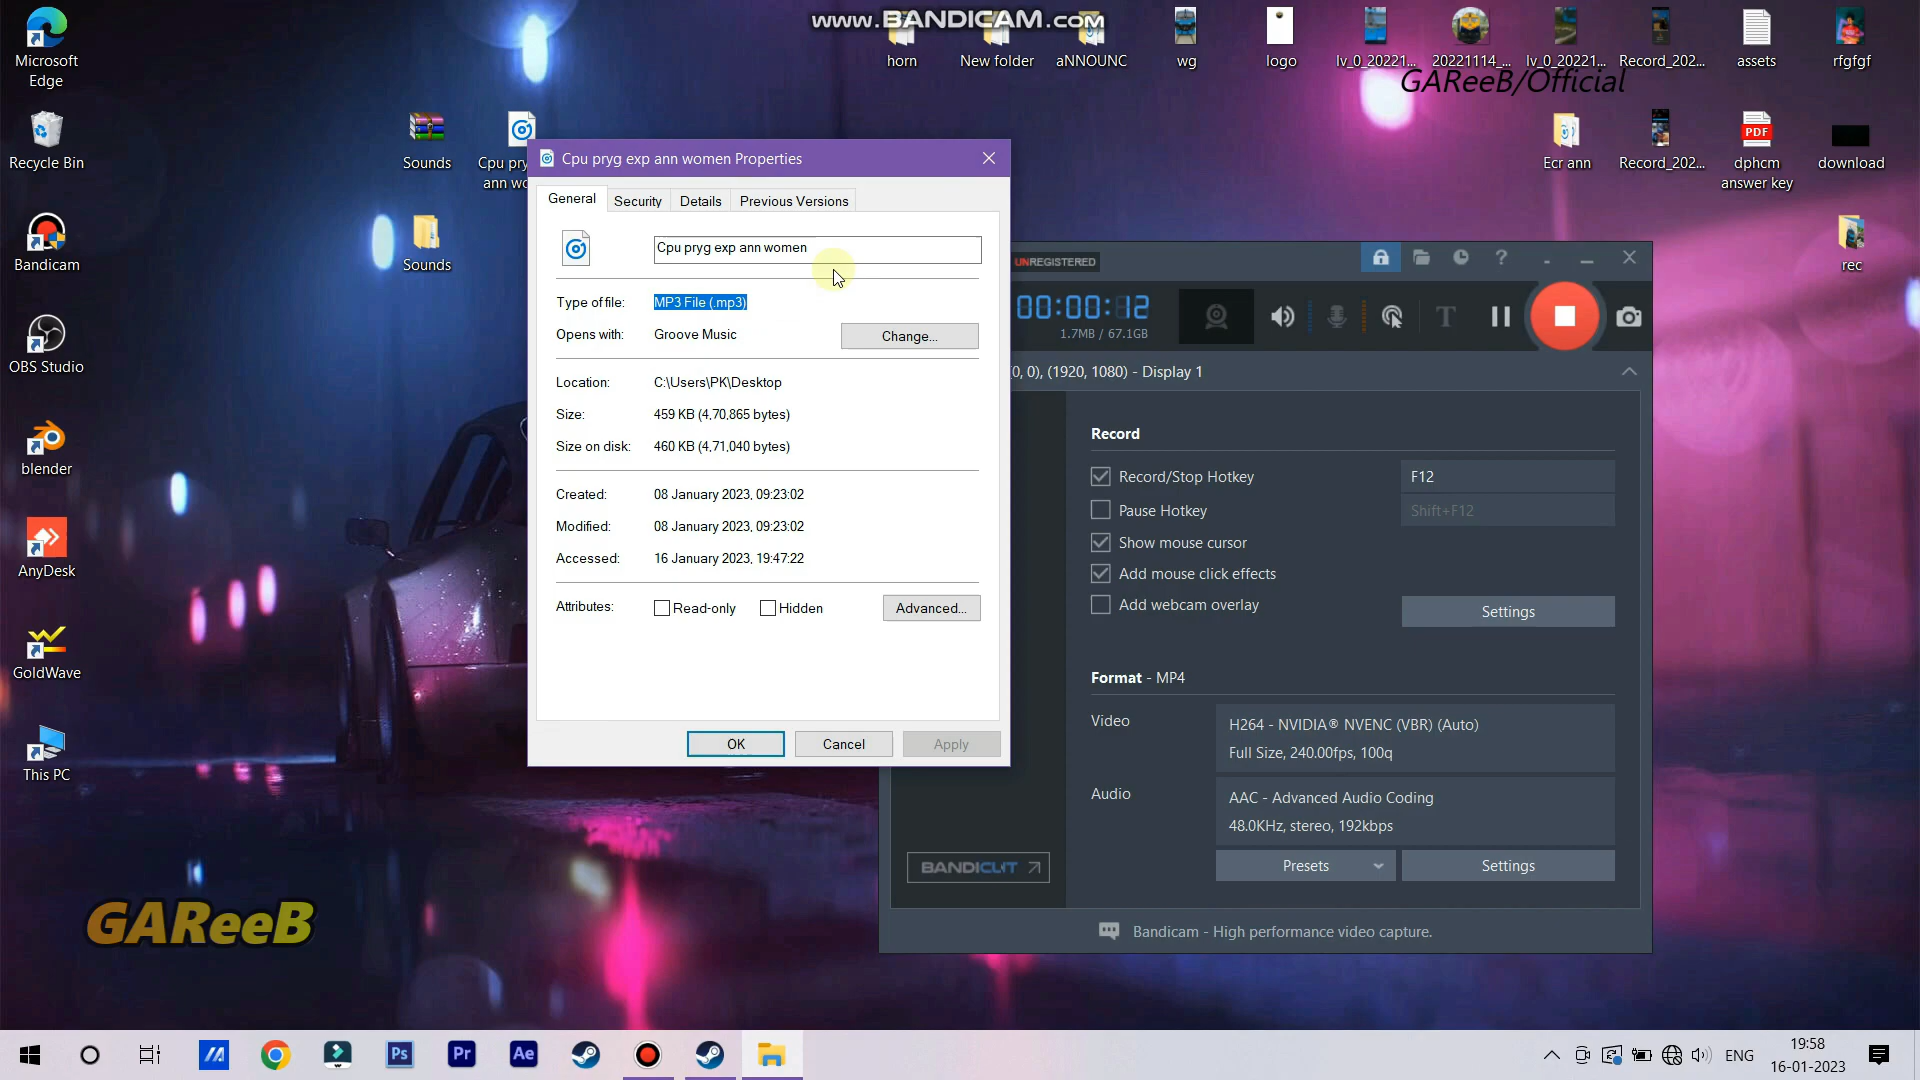 www.BANDICAM.com
GAReeB/Official
Microsoft
Edge
Recycle Bin
Bandicam
OBS Studio
blender
AnyDesk
GoldWave
This PC
Sounds
Sounds
Cpu pry
ann wo
horn
New folder
aNNOUNC
wg
logo
lv_0_20221...
20221114_...
lv_0_20221...
Record_202...
assets
rfgfgf
Ecr ann
Record_202...
PDF
dphcm
answer key
download
rec
Cpu pryg exp ann women Properties
General
Security
Details
Previous Versions
Cpu pryg exp ann women
Type of file:
MP3 File (.mp3)
Opens with:
Groove Music
Change...
Location:
C:\Users\PK\Desktop
Size:
459 KB (4,70,865 bytes)
Size on disk:
460 KB (4,71,040 bytes)
Created:
08 January 2023, 09:23:02
Modified:
08 January 2023, 09:23:02
Accessed:
16 January 2023, 19:47:22
Attributes:
Read-only
Hidden
Advanced...
OK
Cancel
Apply
UNREGISTERED
00:00:12
1.7MB / 67.1GB
0, 0), (1920, 1080) - Display 1
Record
Record/Stop Hotkey
F12
Pause Hotkey
Shift+F12
Show mouse cursor
Add mouse click effects
Add webcam overlay
Settings
Format - MP4
Video
H264 - NVIDIA® NVENC (VBR) (Auto)
Full Size, 240.00fps, 100q
Audio
AAC - Advanced Audio Coding
48.0KHz, stereo, 192kbps
Presets
Settings
BANDICUT
Bandicam - High performance video capture.
GAReeB
Ps
Pr
Ae
ENG
19:58
16-01-2023